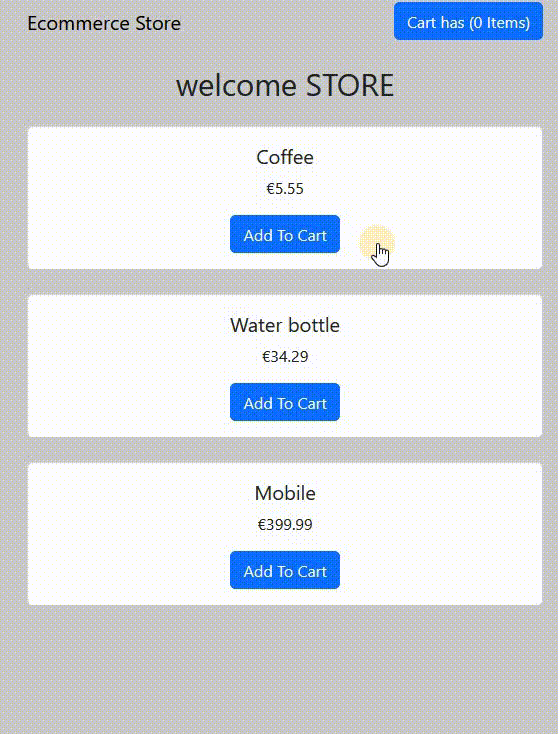 Ecommerce Store
Cart has (0 Items)
welcome STORE
Coffee
€5.55
Add To Cart
Water bottle
€34.29
Add To Cart
Mobile
€399.99
Add To Cart